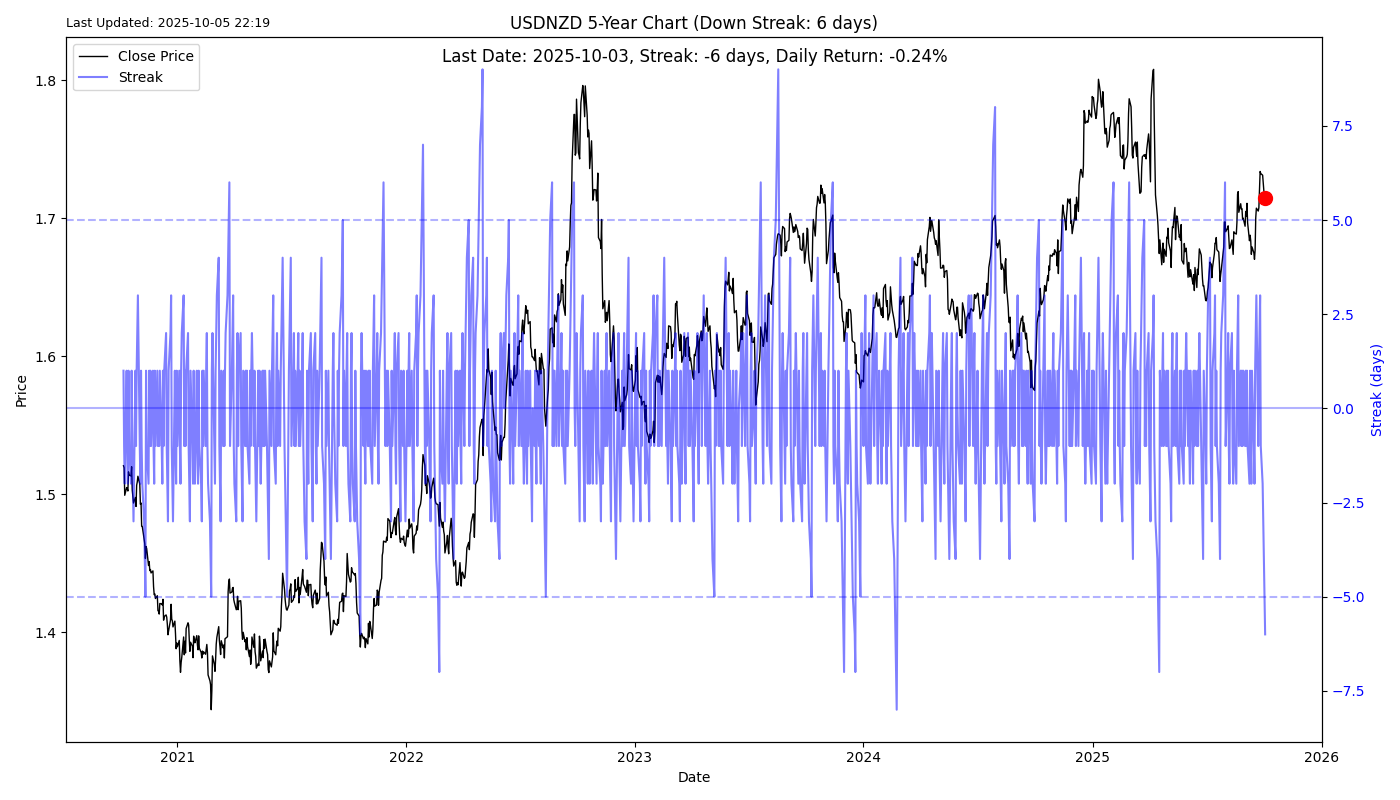 Last Updated: 2025-10-05 22:19
USDNZD 5-Year Chart (Down Streak: 6 days)
Last Date: 2025-10-03, Streak: -6 days, Daily Return: -0.24%
Close Price
Streak
1.8
1.7
1.6
1.5
1.4
Price
7.5
5.0
2.5
0.0
−2.5
−5.0
−7.5
Streak (days)
2021
2022
2023
2024
2025
2026
Date